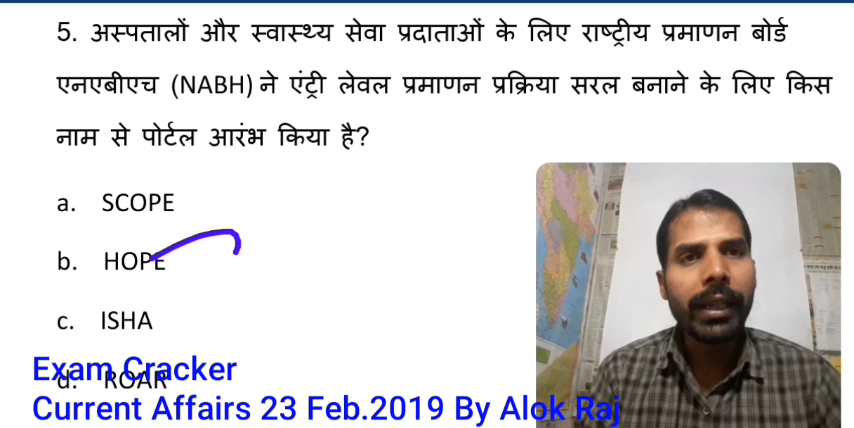 5. अस्पतालों और स्वास्थ्य सेवा प्रदाताओं के लिए राष्ट्रीय प्रमाणन बोर्ड
एनएबीएच (NABH) ने एंट्री लेवल प्रमाणन प्रक्रिया सरल बनाने के लिए किस
नाम से पोर्टल आरंभ किया है?
a. SCOPE
b. HOPE
c. ISHA
d. ROAR
Exam Cracker
Current Affairs 23 Feb.2019 By Alok Raj